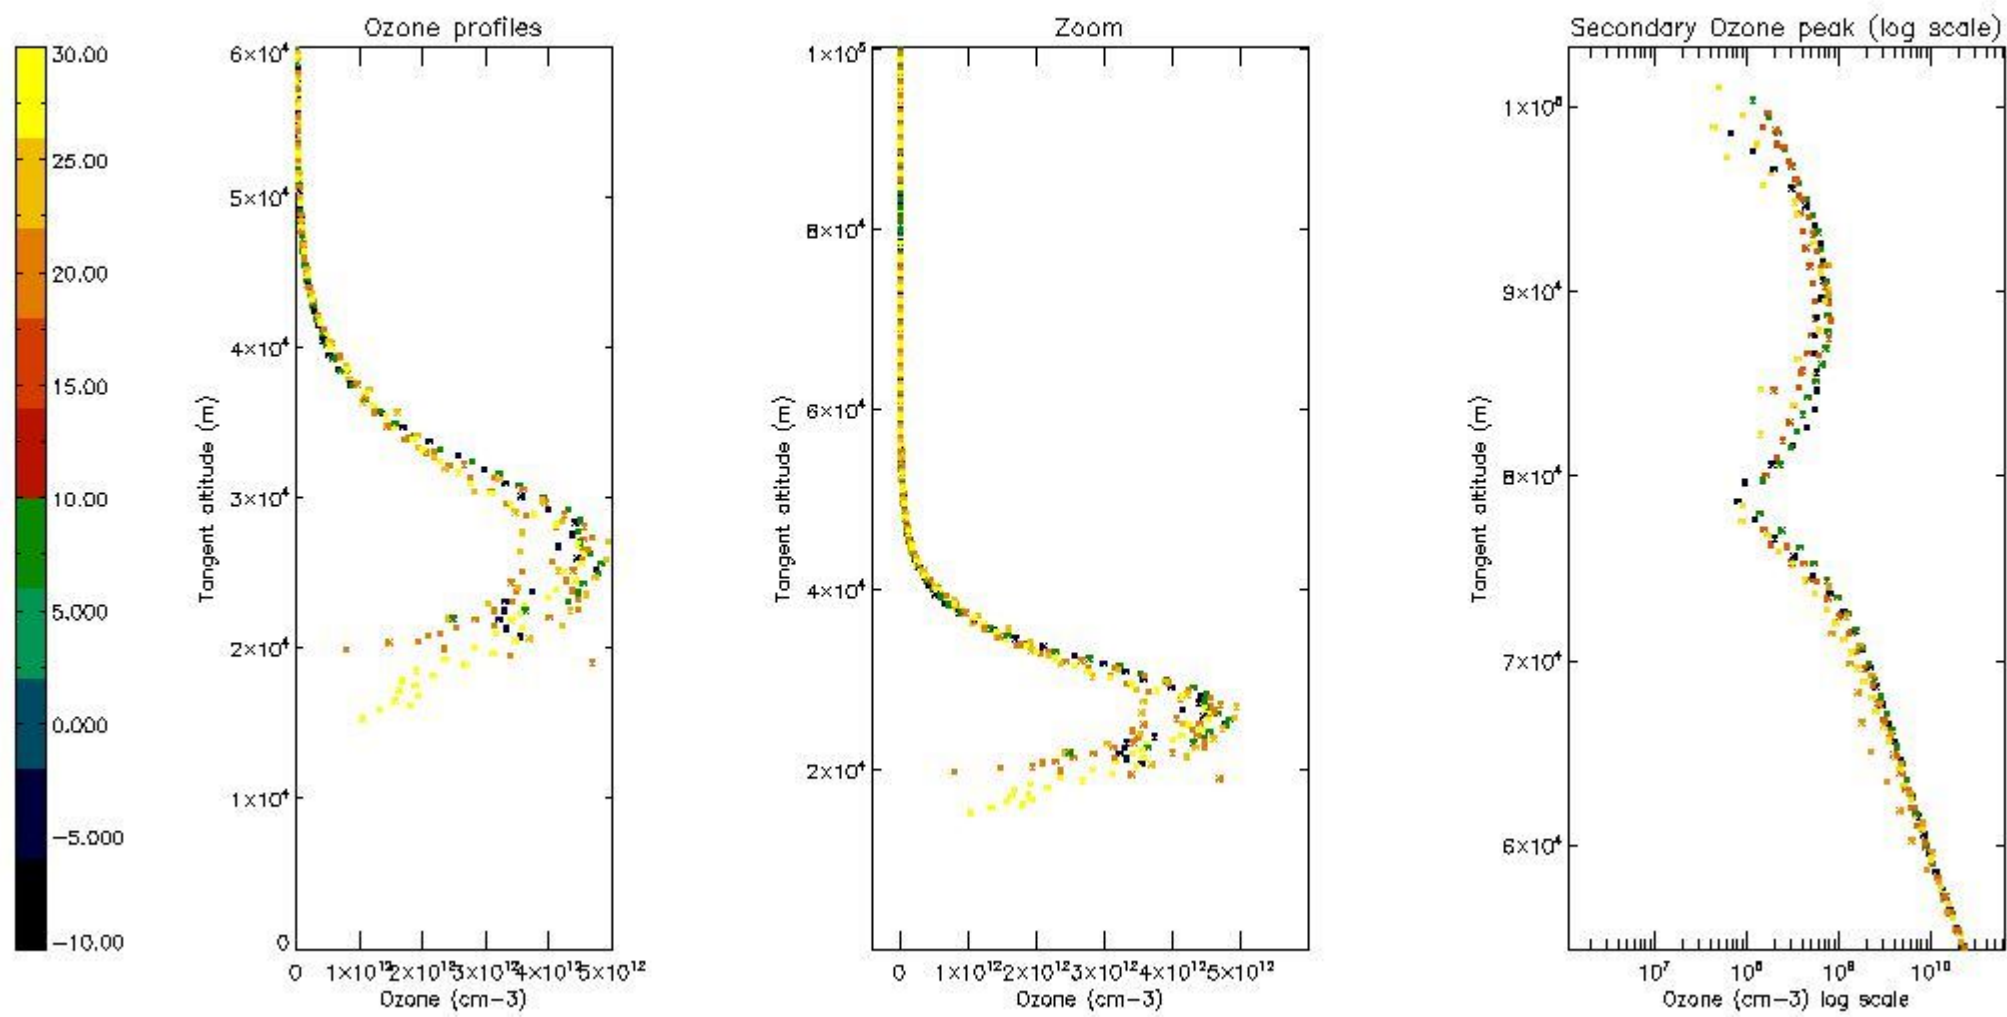 Ozone profiles
Zoom
Secondary Ozone peak (log scale)
30.00
25.00
20.00
15.00
10.00
5.000
0.000
−5.000
−10.00
6×10⁴
5×10⁴
4×10⁴
3×10⁴
2×10⁴
1×10⁴
0
Tangent altitude (m)
0 1×10¹² 2×10¹² 3×10¹² 4×10¹² 5×10¹²
Ozone (cm−3)
1×10⁵
8×10⁴
6×10⁴
4×10⁴
2×10⁴
Tangent altitude (m)
0 1×10¹² 2×10¹² 3×10¹² 4×10¹² 5×10¹²
Ozone (cm−3)
9×10⁴
8×10⁴
7×10⁴
6×10⁴
Tangent altitude (m)
10⁷ 10⁹ 10¹⁰
Ozone (cm−3) log scale